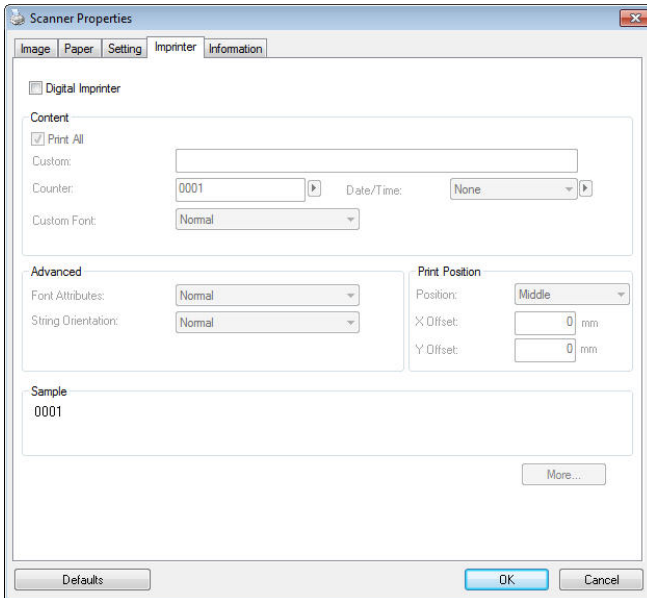 Scanner Properties
Image Paper Setting Imprinter Information
Digital Imprinter
Content
Print All
Custom:
Counter: 0001 Date/Time: None
Custom Font: Normal
Advanced
Font Attributes: Normal
String Orientation: Normal
Print Position
Position: Middle
X Offset: 0 mm
Y Offset: 0 mm
Sample
0001
More...
Defaults OK Cancel